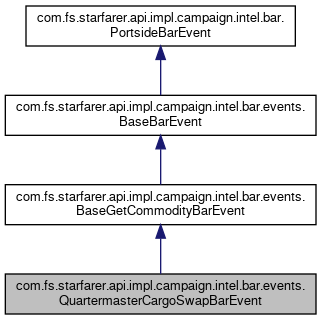 com.fs.starfarer.api.impl.campaign.intel.bar.
PortsideBarEvent
com.fs.starfarer.api.impl.campaign.intel.bar.events.
BaseBarEvent
com.fs.starfarer.api.impl.campaign.intel.bar.events.
BaseGetCommodityBarEvent
com.fs.starfarer.api.impl.campaign.intel.bar.events.
QuartermasterCargoSwapBarEvent